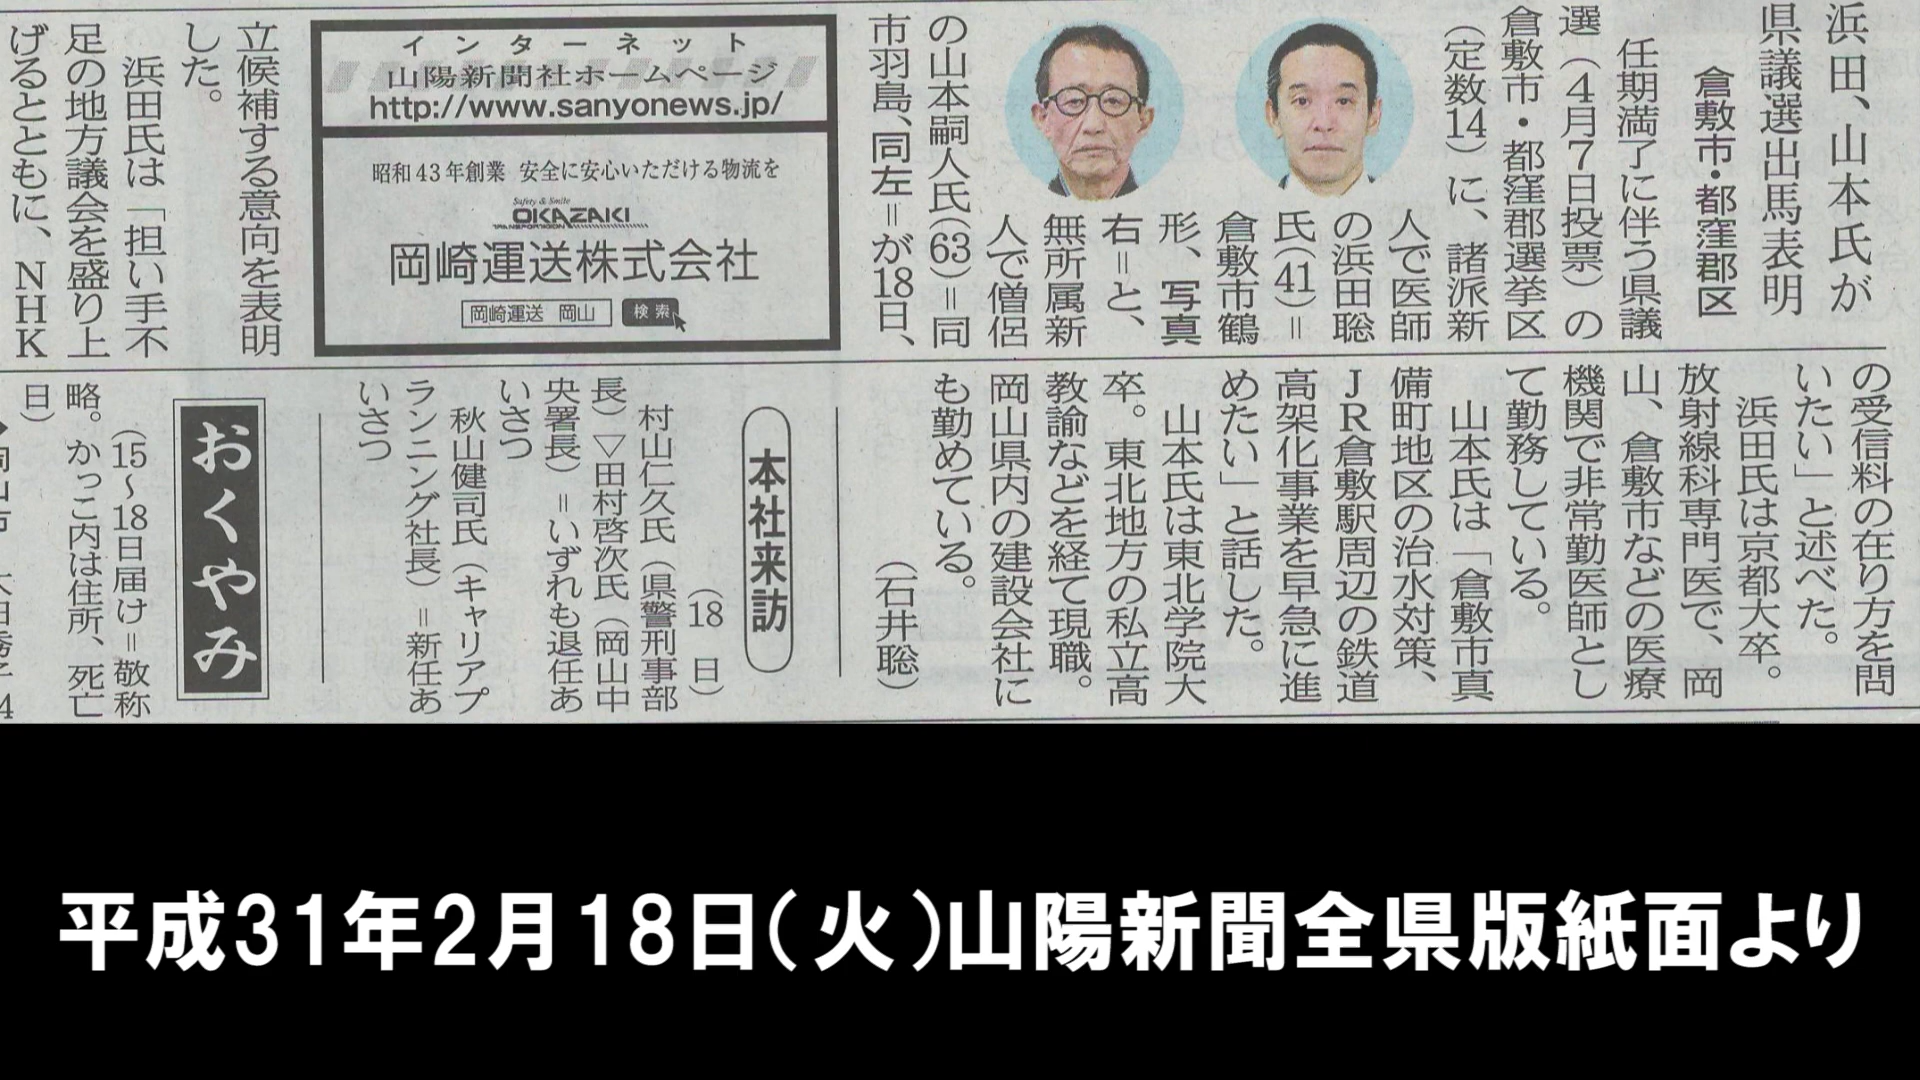 浜田、山本氏が
県議選出馬表明
倉敷市・都窪郡区
任期満了に伴う県議
選（4月7日投票）の
倉敷市・都窪郡選挙区
（定数14）に、諸派新
人で医師
の浜田聡
氏(41)＝
倉敷市鶴
形、写真
右＝と、
無所属新
人で僧侶
の山本嗣人氏(63)＝同
市羽島、同左＝が18日、
立候補する意向を表明
した。
浜田氏は「担い手不
足の地方議会を盛り上
げるとともに、NHK
の受信料の在り方を問
いたい」と述べた。
浜田氏は京都大卒。
放射線科専門医で、岡
山、倉敷市などの医療
機関で非常勤医師とし
て勤務している。
山本氏は「倉敷市真
備町地区の治水対策、
JR倉敷駅周辺の鉄道
高架化事業を早急に進
めたい」と話した。
山本氏は東北学院大
卒。東北地方の私立高
教諭などを経て現職。
岡山県内の建設会社に
も勤めている。
（石井聡）
インターネット
山陽新聞社ホームページ
http://www.sanyonews.jp/
昭和43年創業 安全に安心いただける物流を
Safety & Smile
OKAZAKI
TRANSPORTATION
岡崎運送株式会社
岡崎運送 岡山 検索
本社来訪
（18日）
村山仁久氏（県警刑事部
長）▽田村啓次氏（岡山中
央署長）＝いずれも退任あ
いさつ
秋山健司氏（キャリアプ
ランニング社長）＝新任あ
いさつ
おくやみ
（15～18日届け＝敬称
略。かっこ内は住所、死亡
日）
平成31年2月18日（火）山陽新聞全県版紙面より